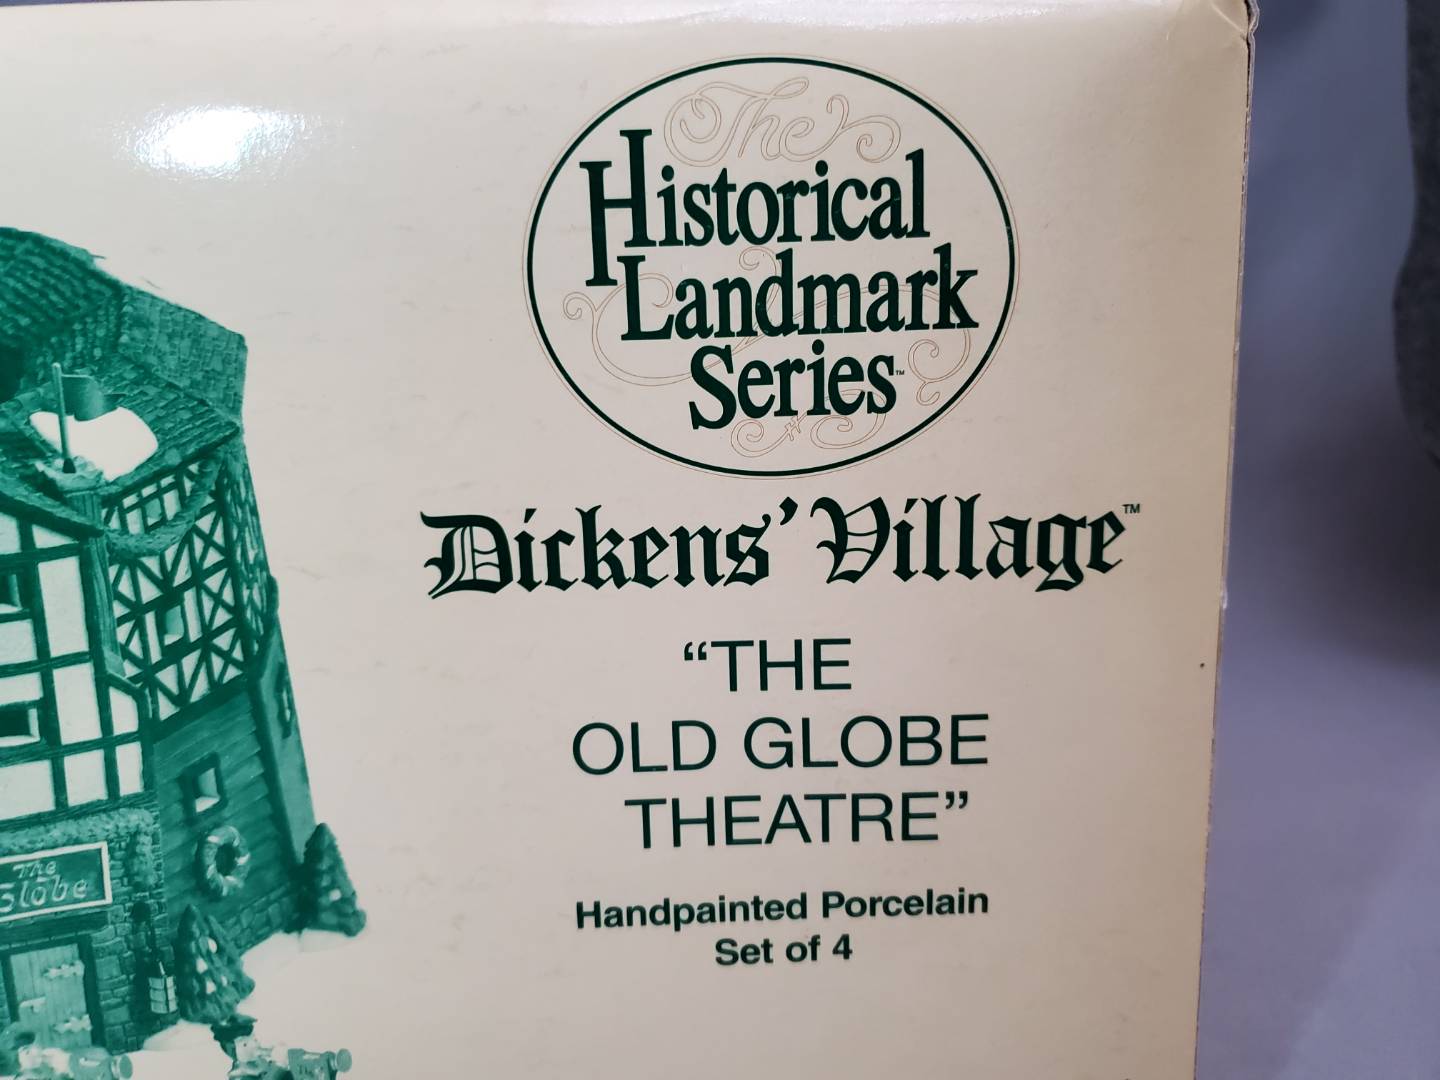 The
Historical
Landmark
Series™
Dickens' Village™
“THE
OLD GLOBE
THEATRE”
Handpainted Porcelain
Set of 4
The
Globe